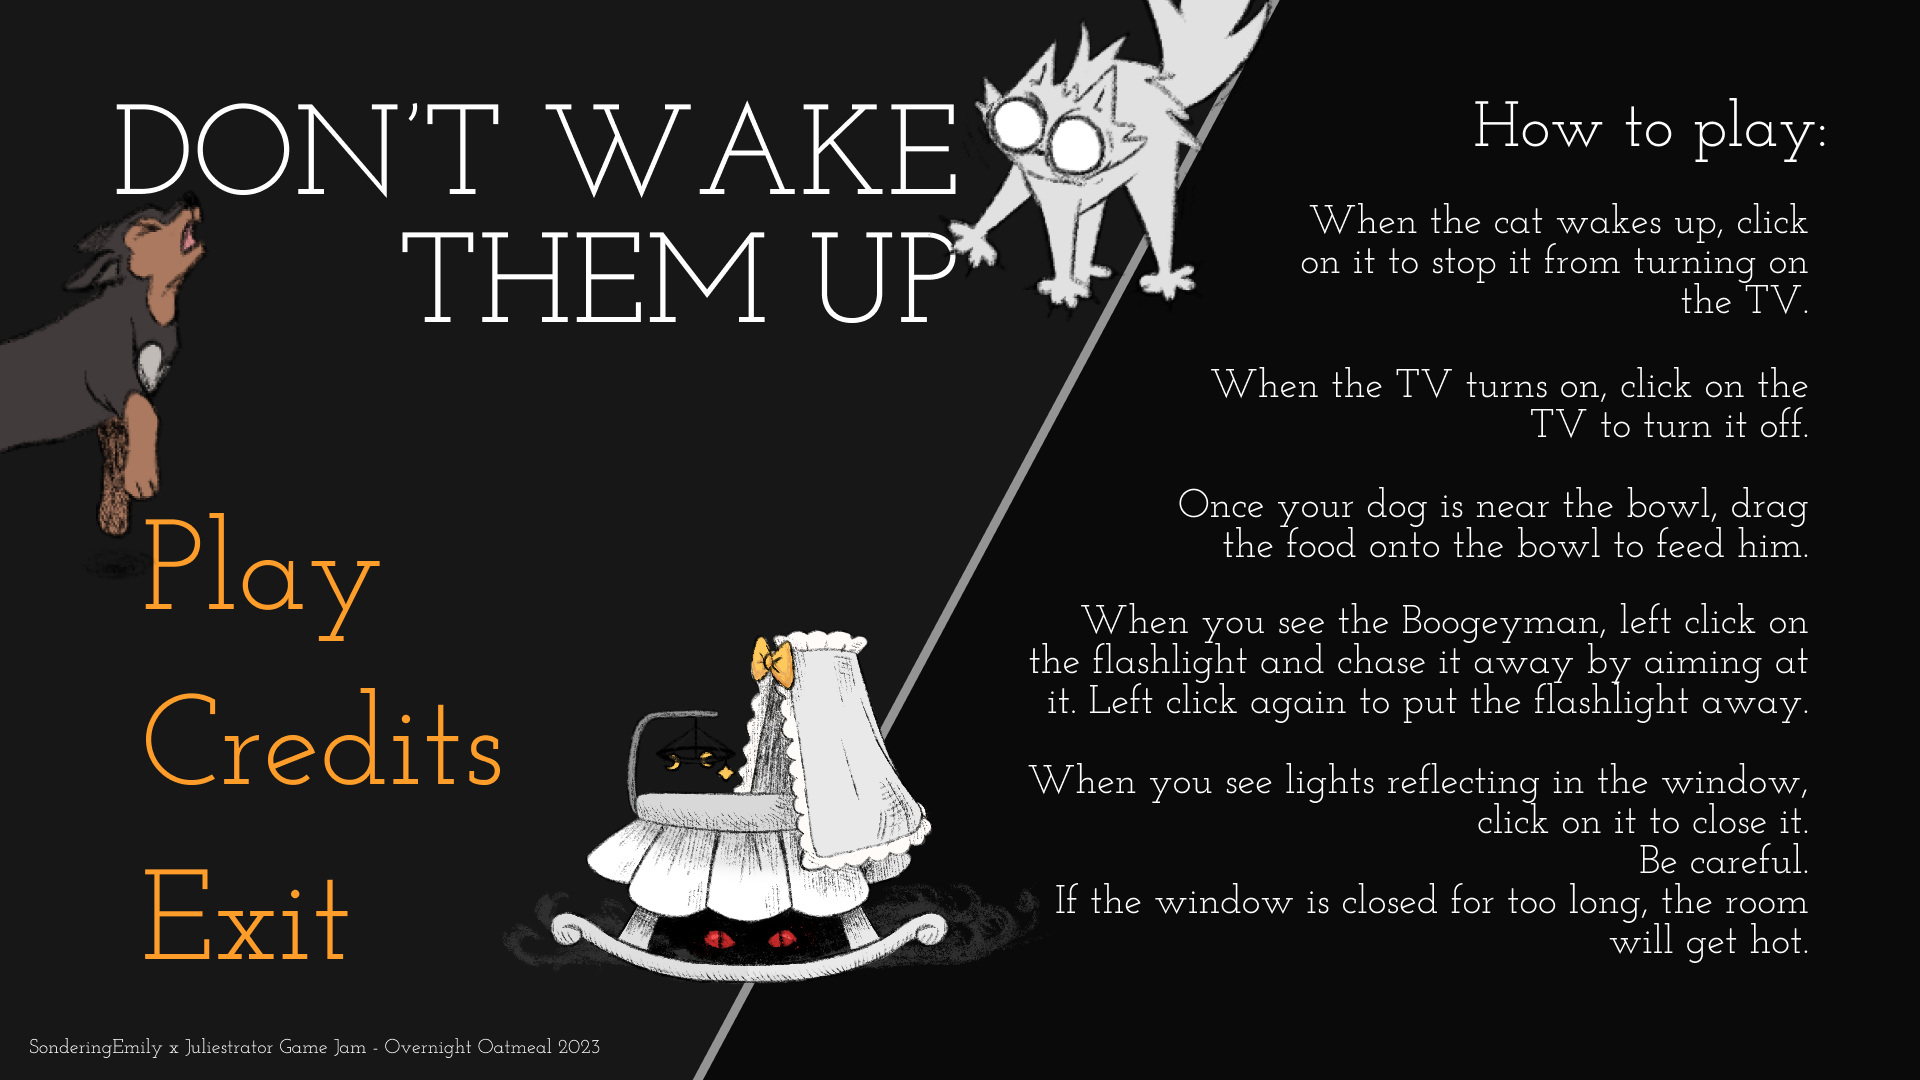 DON'T WAKE
THEM UP
Play
Credits
Exit
SonderingEmily x Juliestrator Game Jam - Overnight Oatmeal 2023
How to play:
When the cat wakes up, click
on it to stop it from turning on
the TV.
When the TV turns on, click on the
TV to turn it off.
Once your dog is near the bowl, drag
the food onto the bowl to feed him.
When you see the Boogeyman, left click on
the flashlight and chase it away by aiming at
it. Left click again to put the flashlight away.
When you see lights reflecting in the window,
click on it to close it.
Be careful.
If the window is closed for too long, the room
will get hot.